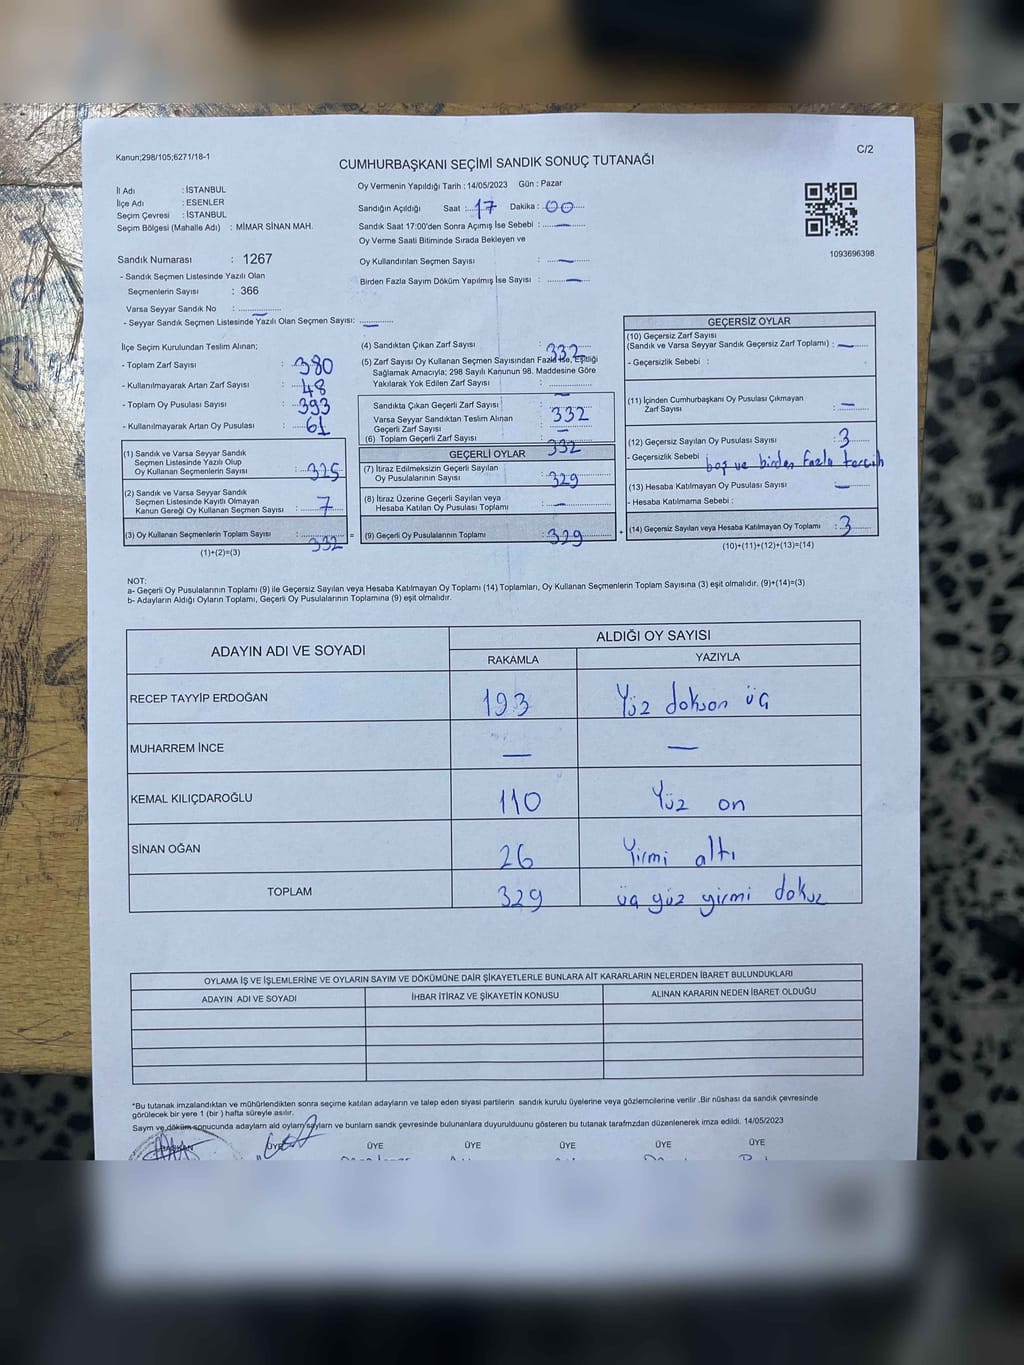 Kanun;298/105;6271/18-1
C/2
CUMHURBAŞKANI SEÇİMİ SANDIK SONUÇ TUTANAĞI
İl Adı : İSTANBUL
İlçe Adı : ESENLER
Seçim Çevresi : İSTANBUL
Seçim Bölgesi (Mahalle Adı) : MİMAR SİNAN MAH.
Sandık Numarası : 1267
- Sandık Seçmen Listesinde Yazılı Olan
Seçmenlerin Sayısı : 366
Varsa Seyyar Sandık No : —
- Seyyar Sandık Seçmen Listesinde Yazılı Olan Seçmen Sayısı: —
Oy Vermenin Yapıldığı Tarih : 14/05/2023 Gün : Pazar
Sandığın Açıldığı Saat : 17 Dakika : 00
Sandık Saat 17:00'den Sonra Açımış İse Sebebi : —
Oy Verme Saati Bitiminde Sırada Bekleyen ve
Oy Kullandırılan Seçmen Sayısı : —
Birden Fazla Sayım Döküm Yapılmış İse Sayısı : —
1093696398
İlçe Seçim Kurulundan Teslim Alınan;
- Toplam Zarf Sayısı : 380
- Kullanılmayarak Artan Zarf Sayısı : 48
- Toplam Oy Pusulası Sayısı : 393
- Kullanılmayarak Artan Oy Pusulası : 61
(1) Sandık ve Varsa Seyyar Sandık
Seçmen Listesinde Yazılı Olup
Oy Kullanan Seçmenlerin Sayısı : 325
(2) Sandık ve Varsa Seyyar Sandık
Seçmen Listesinde Kayıtlı Olmayan
Kanun Gereği Oy Kullanan Seçmen Sayısı : 7
(3) Oy Kullanan Seçmenlerin Toplam Sayısı : 332 =
(1)+(2)=(3)
(4) Sandıktan Çıkan Zarf Sayısı : 332
(5) Zarf Sayısı Oy Kullanan Seçmen Sayısından Fazla İse, Eşitliği
Sağlamak Amacıyla; 298 Sayılı Kanunun 98. Maddesine Göre
Yakılarak Yok Edilen Zarf Sayısı : —
Sandıkta Çıkan Geçerli Zarf Sayısı : 332
Varsa Seyyar Sandıktan Teslim Alınan
Geçerli Zarf Sayısı : —
(6) Toplam Geçerli Zarf Sayısı : 332
GEÇERLİ OYLAR
(7) İtiraz Edilmeksizin Geçerli Sayılan
Oy Pusulalarının Sayısı : 329
(8) İtiraz Üzerine Geçerli Sayılan veya
Hesaba Katılan Oy Pusulası Toplamı : —
(9) Geçerli Oy Pusulalarının Toplamı : 329 +
GEÇERSİZ OYLAR
(10) Geçersiz Zarf Sayısı
(Sandık ve Varsa Seyyar Sandık Geçersiz Zarf Toplamı) : —
- Geçersizlik Sebebi :
(11) İçinden Cumhurbaşkanı Oy Pusulası Çıkmayan
Zarf Sayısı : —
(12) Geçersiz Sayılan Oy Pusulası Sayısı : 3
- Geçersizlik Sebebi : boş ve birden fazla tercih
(13) Hesaba Katılmayan Oy Pusulası Sayısı : —
- Hesaba Katılmama Sebebi :
(14) Geçersiz Sayılan veya Hesaba Katılmayan Oy Toplamı : 3
(10)+(11)+(12)+(13)=(14)
NOT:
a- Geçerli Oy Pusulalarının Toplamı (9) ile Geçersiz Sayılan veya Hesaba Katılmayan Oy Toplamı (14) Toplamları, Oy Kullanan Seçmenlerin Toplam Sayısına (3) eşit olmalıdır. (9)+(14)=(3)
b- Adayların Aldığı Oyların Toplamı, Geçerli Oy Pusulalarının Toplamına (9) eşit olmalıdır.
ADAYIN ADI VE SOYADI ALDIĞI OY SAYISI
RAKAMLA YAZIYLA
RECEP TAYYİP ERDOĞAN 193 Yüz dokson üç
MUHARREM İNCE — —
KEMAL KILIÇDAROĞLU 110 Yüz on
SİNAN OĞAN 26 Yirmi altı
TOPLAM 329 üç yüz yirmi dokuz
OYLAMA İŞ VE İŞLEMLERİNE VE OYLARIN SAYIM VE DÖKÜMÜNE DAİR ŞİKAYETLERLE BUNLARA AİT KARARLARIN NELERDEN İBARET BULUNDUKLARI
ADAYIN ADI VE SOYADI İHBAR İTİRAZ VE ŞİKAYETİN KONUSU ALINAN KARARIN NEDEN İBARET OLDUĞU
*Bu tutanak imzalandıktan ve mühürlendikten sonra seçime katılan adayların ve talep eden siyasi partilerin sandık kurulu üyelerine veya gözlemcilerine verilir .Bir nüshası da sandık çevresinde
görülecek bir yere 1 (bir ) hafta süreyle asılır.
Sayım ve döküm sonucunda adayların aldığı oylar sayların ve bunların sandık çevresinde bulunanlara duyurulduunu gösteren bu tutanak tarafımzdan düzenlenerek imza edildi. 14/05/2023
BAŞKAN ÜYE ÜYE ÜYE ÜYE ÜYE ÜYE